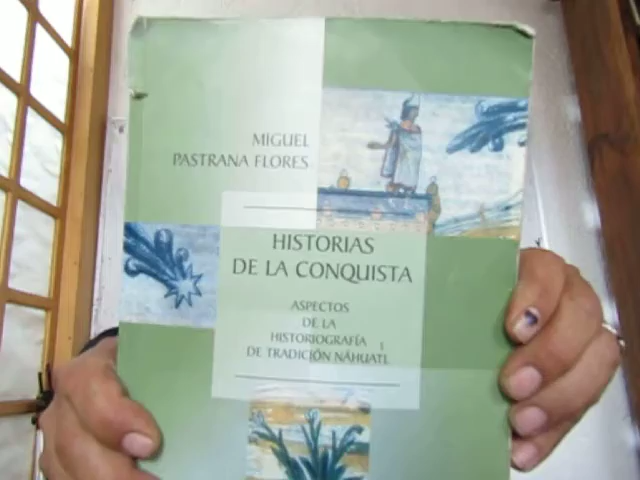 MIGUEL
PASTRANA FLORES
HISTORIAS
DE LA CONQUISTA
ASPECTOS
DE LA
HISTORIOGRAFÍA
DE TRADICIÓN NÁHUATL